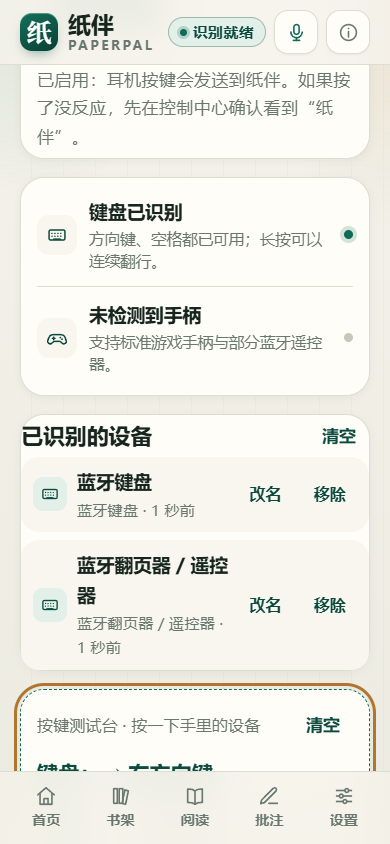 纸
纸伴
PAPERPAL
识别就绪
已启用：耳机按键会发送到纸伴。如果按
了没反应，先在控制中心确认看到“纸
伴”。
键盘已识别
方向键、空格都已可用；长按可以
连续翻行。
未检测到手柄
支持标准游戏手柄与部分蓝牙遥控
器。
已识别的设备
清空
蓝牙键盘
蓝牙键盘 · 1 秒前
改名
移除
蓝牙翻页器 / 遥控
器
蓝牙翻页器 / 遥控器 ·
1 秒前
改名
移除
按键测试台 · 按一下手里的设备
清空
首页
书架
阅读
批注
设置